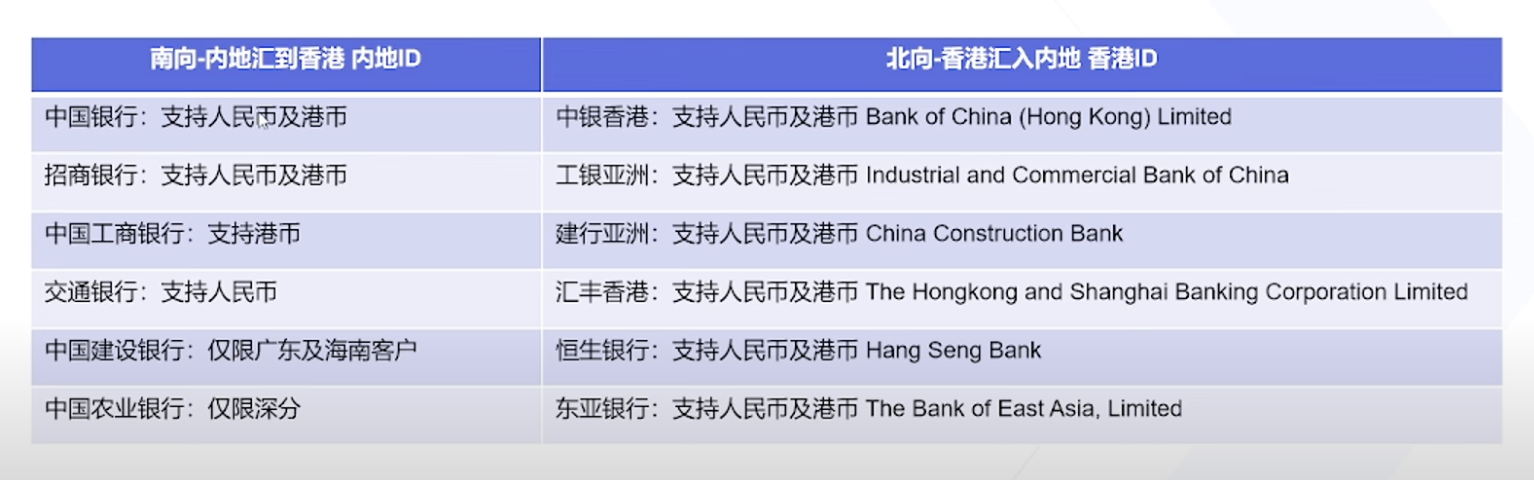 南向-内地汇到香港 内地ID
北向-香港汇入内地 香港ID
中国银行：支持人民币及港币
中银香港：支持人民币及港币 Bank of China (Hong Kong) Limited
招商银行：支持人民币及港币
工银亚洲：支持人民币及港币 Industrial and Commercial Bank of China
中国工商银行：支持港币
建行亚洲：支持人民币及港币 China Construction Bank
交通银行：支持人民币
汇丰香港：支持人民币及港币 The Hongkong and Shanghai Banking Corporation Limited
中国建设银行：仅限广东及海南客户
恒生银行：支持人民币及港币 Hang Seng Bank
中国农业银行：仅限深分
东亚银行：支持人民币及港币 The Bank of East Asia, Limited